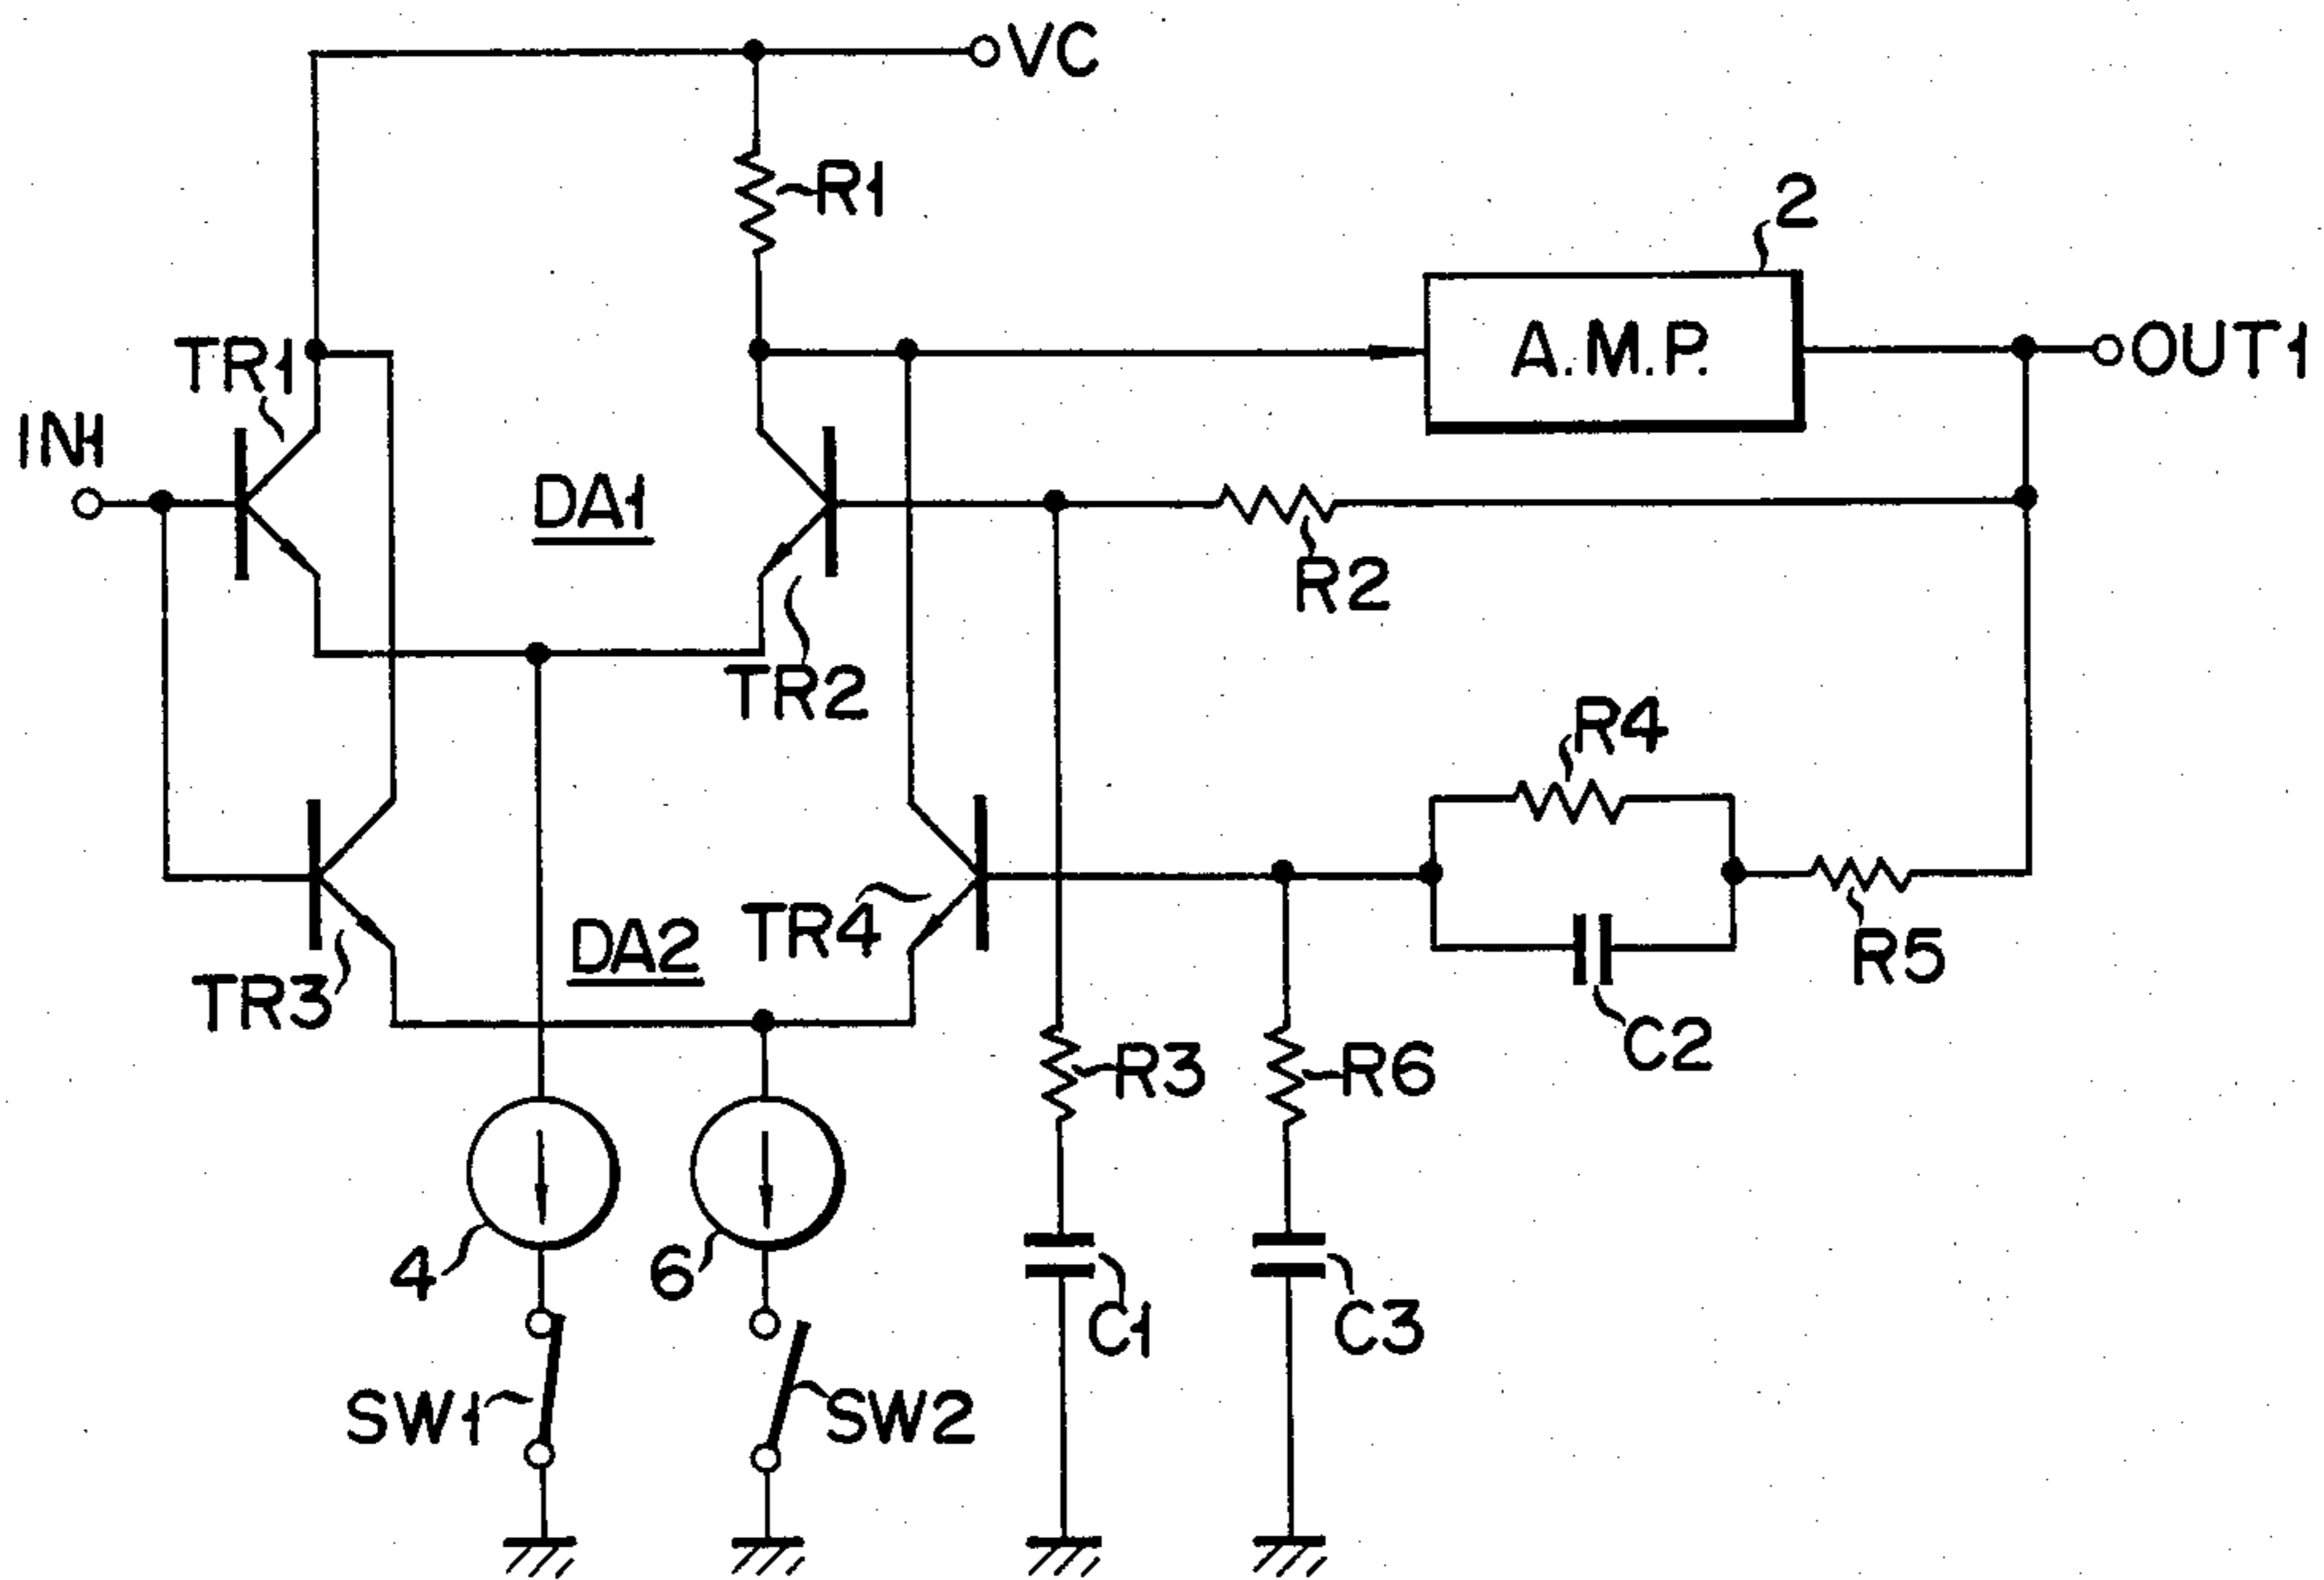 VC
R1
2
TR1
A.M.P.
OUT1
IN1
DA1
R2
TR2
R4
TR4
DA2
R5
TR3
C2
R3
R6
4
6
C1
C3
SW1
SW2